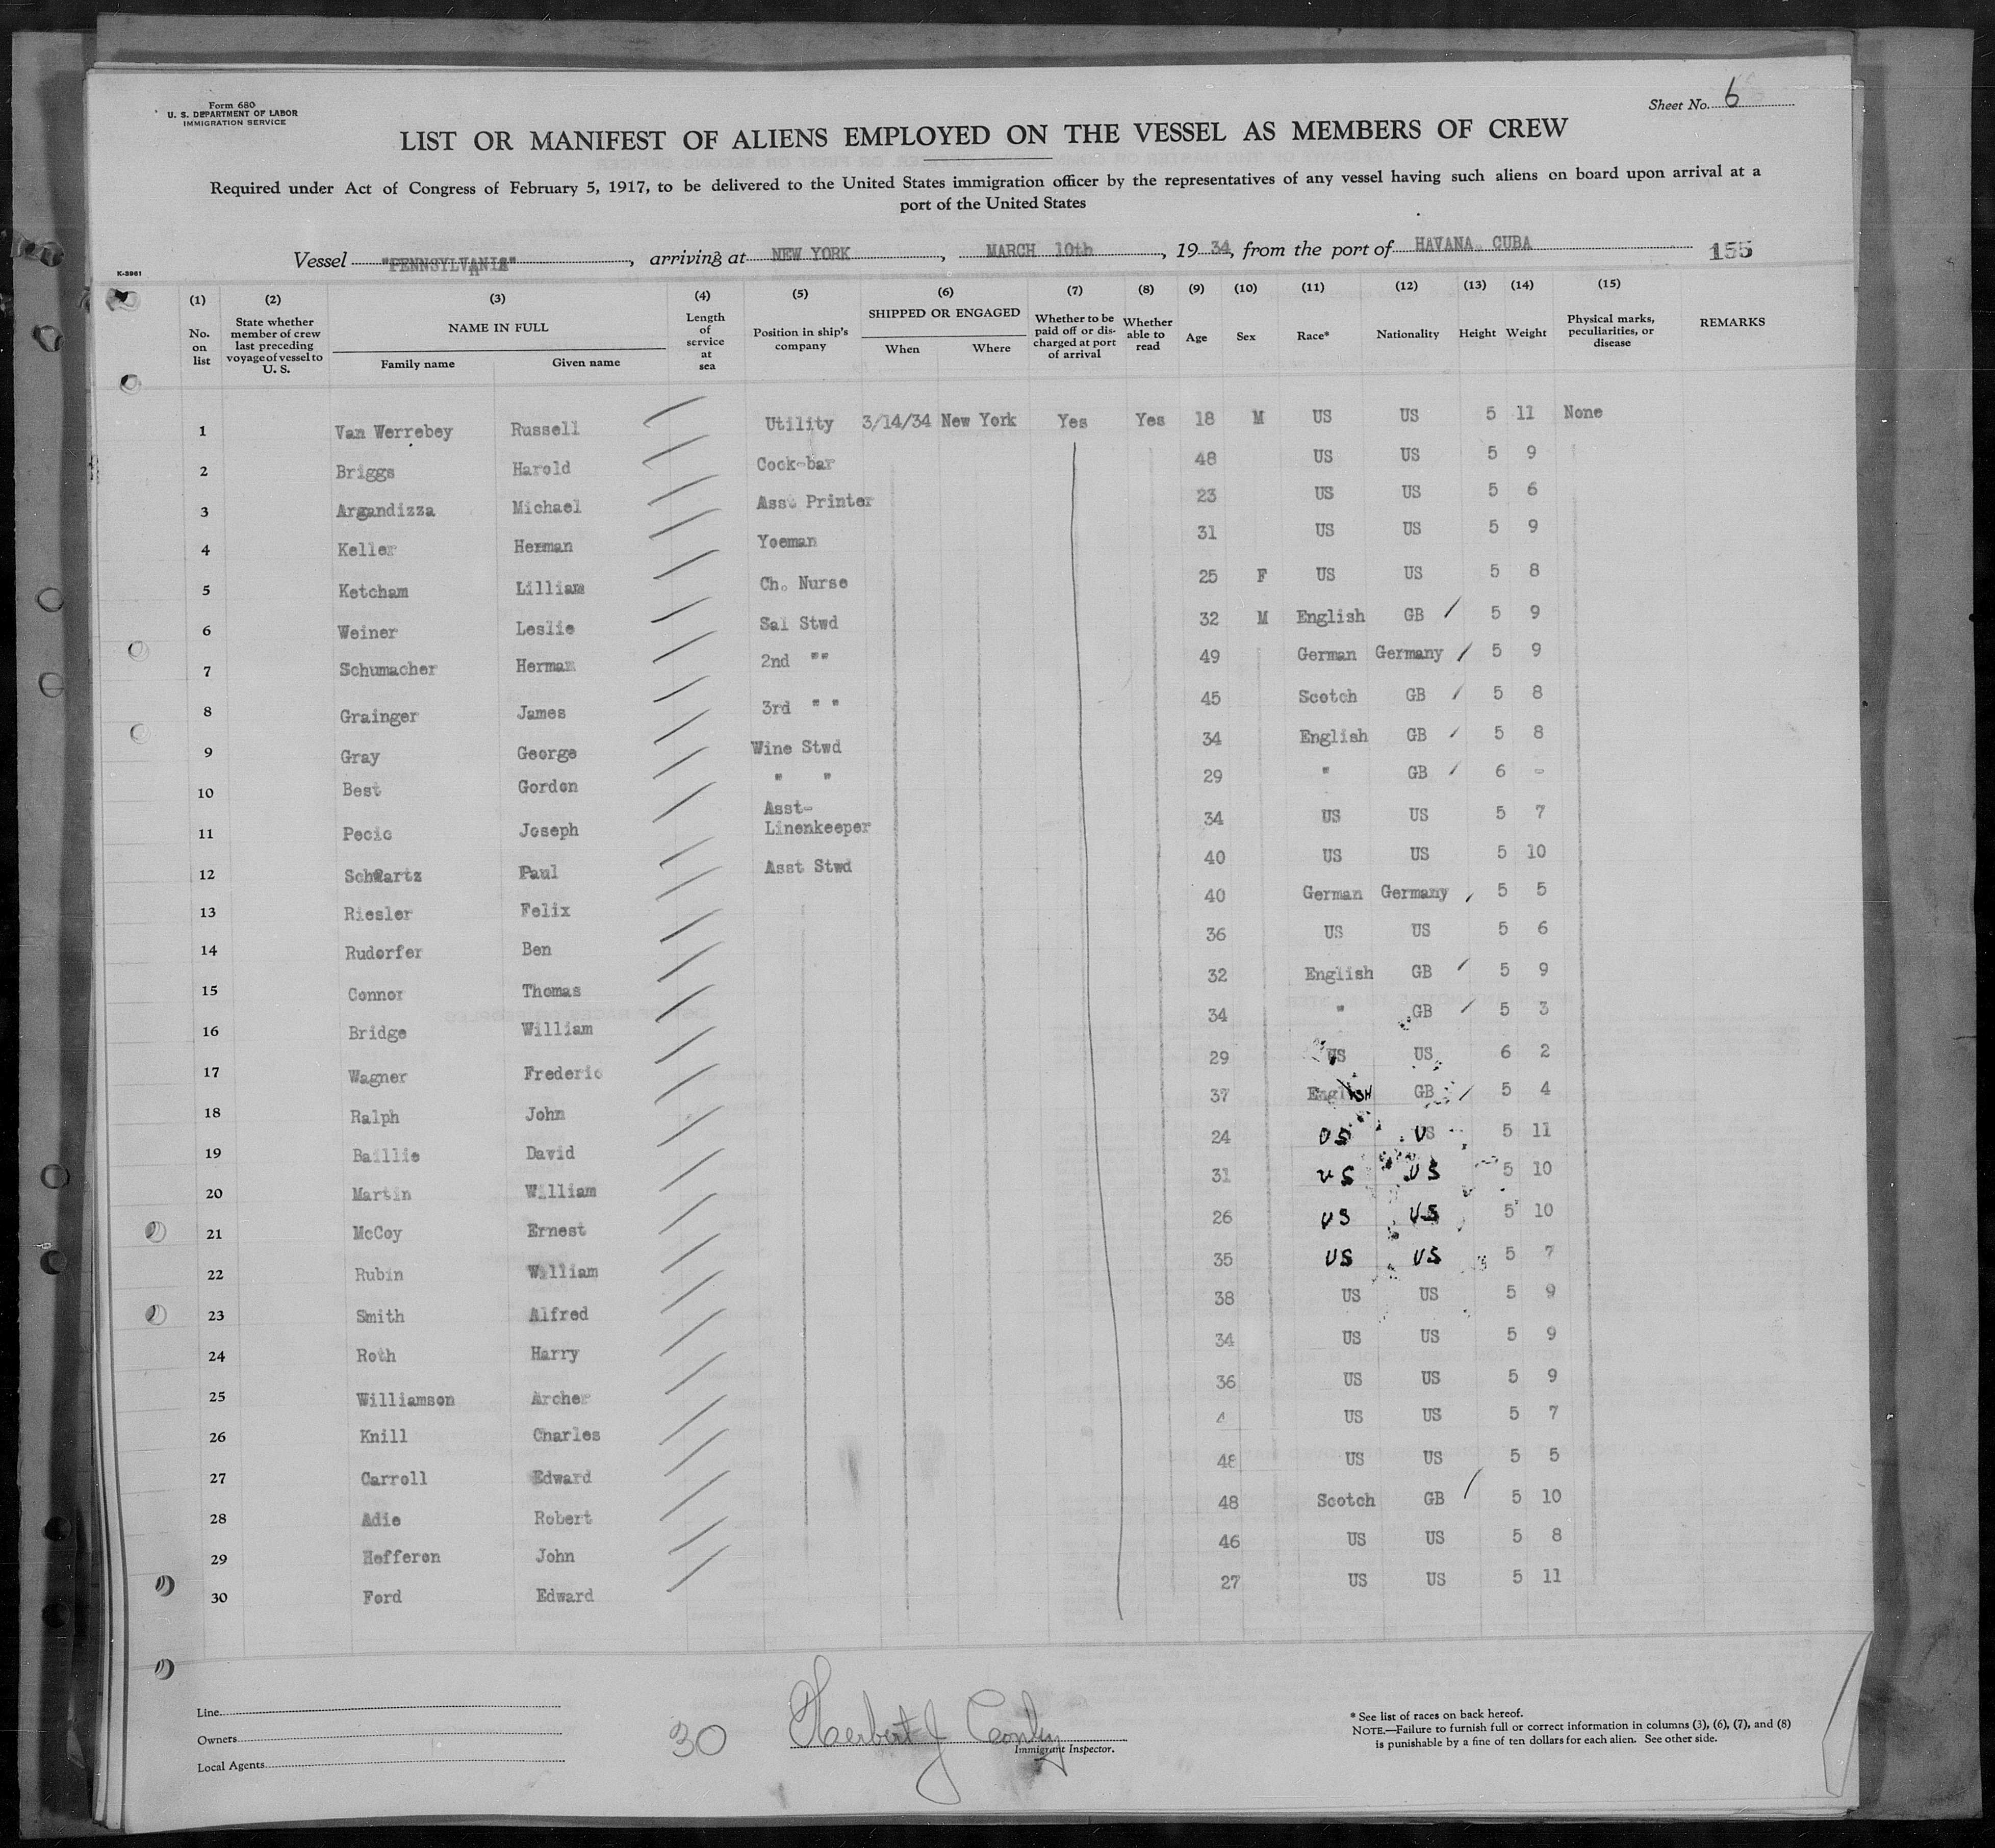 Form 680
U. S. DEPARTMENT OF LABOR
IMMIGRATION SERVICE
Sheet No. 6
LIST OR MANIFEST OF ALIENS EMPLOYED ON THE VESSEL AS MEMBERS OF CREW
Required under Act of Congress of February 5, 1917, to be delivered to the United States immigration officer by the representatives of any vessel having such aliens on board upon arrival at a
port of the United States
Vessel "PENNSYLVANIA", arriving at NEW YORK, MARCH 10th, 1934, from the port of HAVANA CUBA 155
K-3961
(1) (2) (3) (4) (5) (6) (7) (8) (9) (10) (11) (12) (13) (14) (15)
No. on list State whether member of crew last preceding voyage of vessel to U. S. NAME IN FULL Family name Given name Length of service at sea Position in ship's company SHIPPED OR ENGAGED When Where Whether to be paid off or discharged at port of arrival Whether able to read Age Sex Race* Nationality Height Weight Physical marks, peculiarities, or disease REMARKS
1 Van Werrebey Russell Utility 3/14/34 New York Yes Yes 18 M US US 5 11 None
2 Briggs Harold Cook-bar 48 US US 5 9
3 Argandizza Michael Asst Printer 23 US US 5 6
4 Keller Herman Yoeman 31 US US 5 9
5 Ketcham Lilliam Ch. Nurse 25 F US US 5 8
6 Weiner Leslie Sal Stwd 32 M English GB 5 9
7 Schumacher Herman 2nd "" 49 German Germany 5 9
8 Grainger James 3rd " " 45 Scotch GB 5 8
9 Gray George Wine Stwd 34 English GB 5 8
10 Best Gordon " " 29 " GB 6 -
11 Pecic Joseph Asst-Linenkeeper 34 US US 5 7
12 Schwartz Paul Asst Stwd 40 US US 5 10
13 Riesler Felix 40 German Germany 5 5
14 Rudorfer Ben 36 US US 5 6
15 Connor Thomas 32 English GB 5 9
16 Bridge William 34 " GB 5 3
17 Wagner Frederic 29 US US 6 2
18 Ralph John 37 English GB 5 4
19 Baillie David 24 US US 5 11
20 Martin William 31 US US 5 10
21 McCoy Ernest 26 US US 5 10
22 Rubin William 35 US US 5 7
23 Smith Alfred 38 US US 5 9
24 Roth Harry 34 US US 5 9
25 Williamson Archer 36 US US 5 9
26 Knill Charles 4 US US 5 7
27 Carroll Edward 48 US US 5 5
28 Adie Robert 48 Scotch GB 5 10
29 Hefferon John 46 US US 5 8
30 Ford Edward 27 US US 5 11
Line
Owners
Local Agents
30
Herbert J Conly
Immigrant Inspector.
* See list of races on back hereof.
NOTE.—Failure to furnish full or correct information in columns (3), (6), (7), and (8)
is punishable by a fine of ten dollars for each alien. See other side.